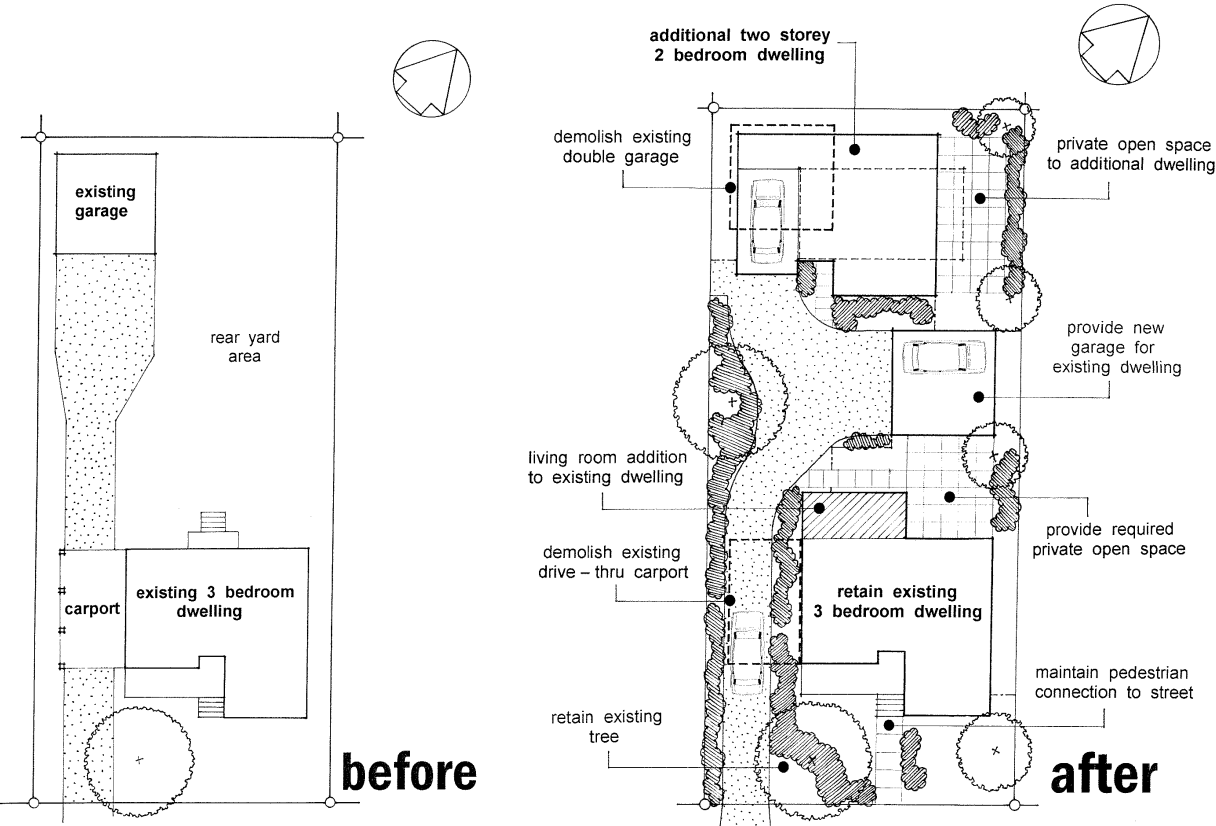 existing
garage
rear yard
area
carport
existing 3 bedroom
dwelling
before
additional two storey
2 bedroom dwelling
demolish existing
double garage
private open space
to additional dwelling
provide new
garage for
existing dwelling
living room addition
to existing dwelling
provide required
private open space
demolish existing
drive – thru carport
retain existing
3 bedroom dwelling
maintain pedestrian
connection to street
retain existing
tree
after